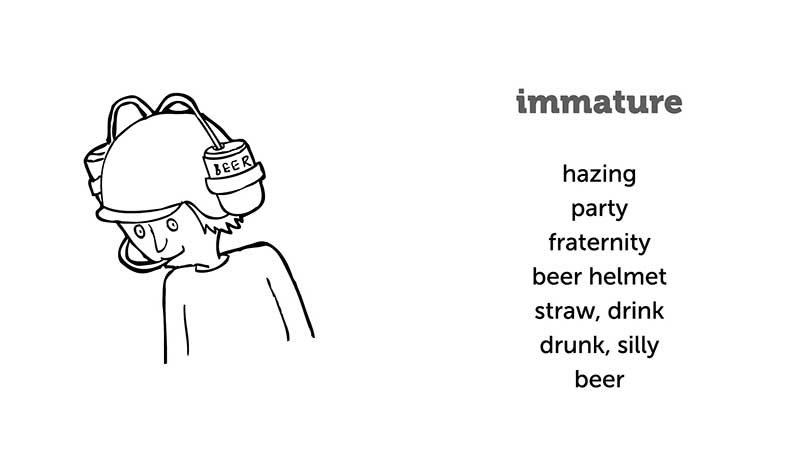 BEER
immature
hazing
party
fraternity
beer helmet
straw, drink
drunk, silly
beer